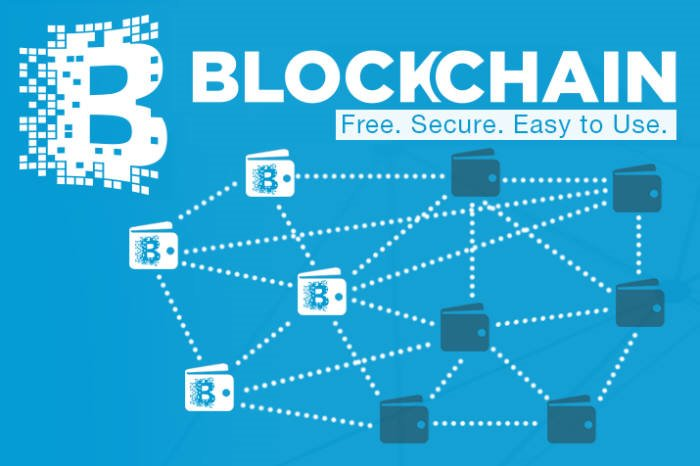 BLOCKCHAIN
Free. Secure. Easy to Use.